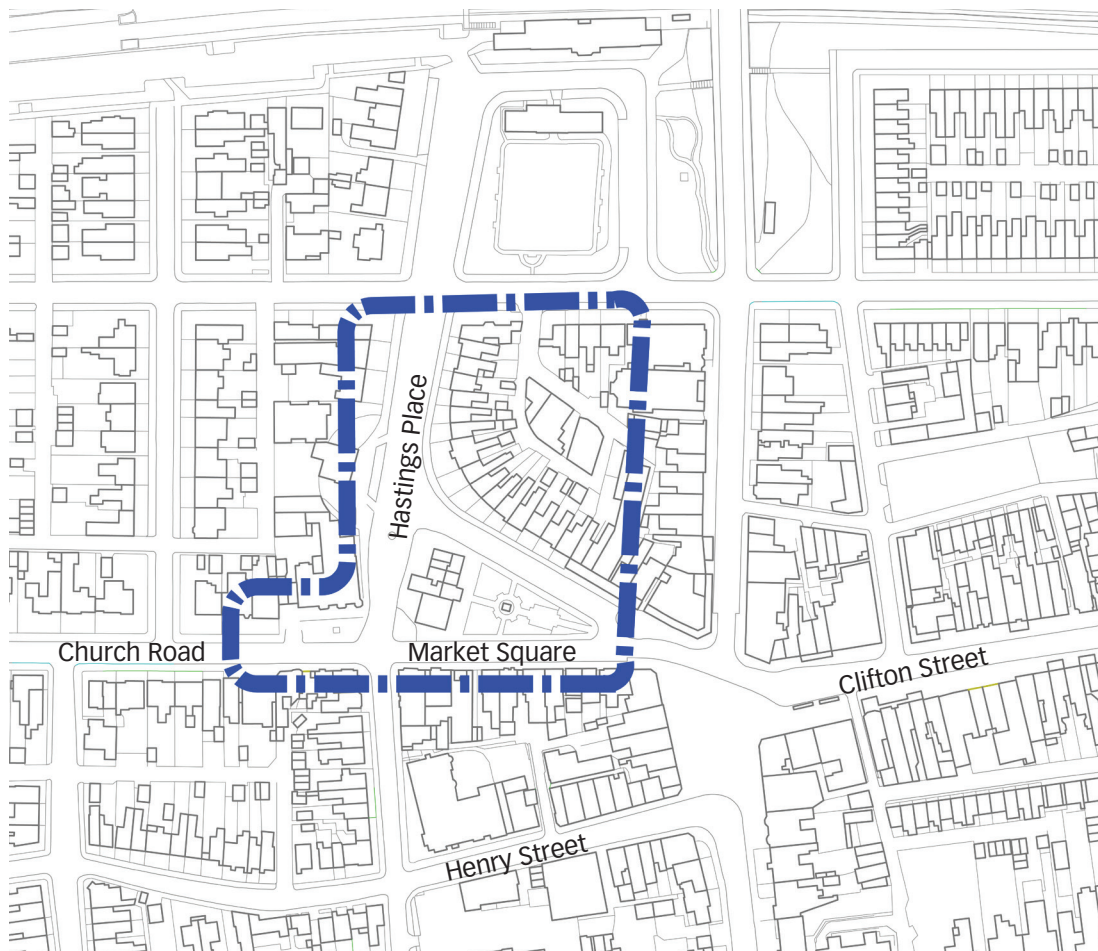 Hastings Place
Church Road
Market Square
Clifton Street
Henry Street